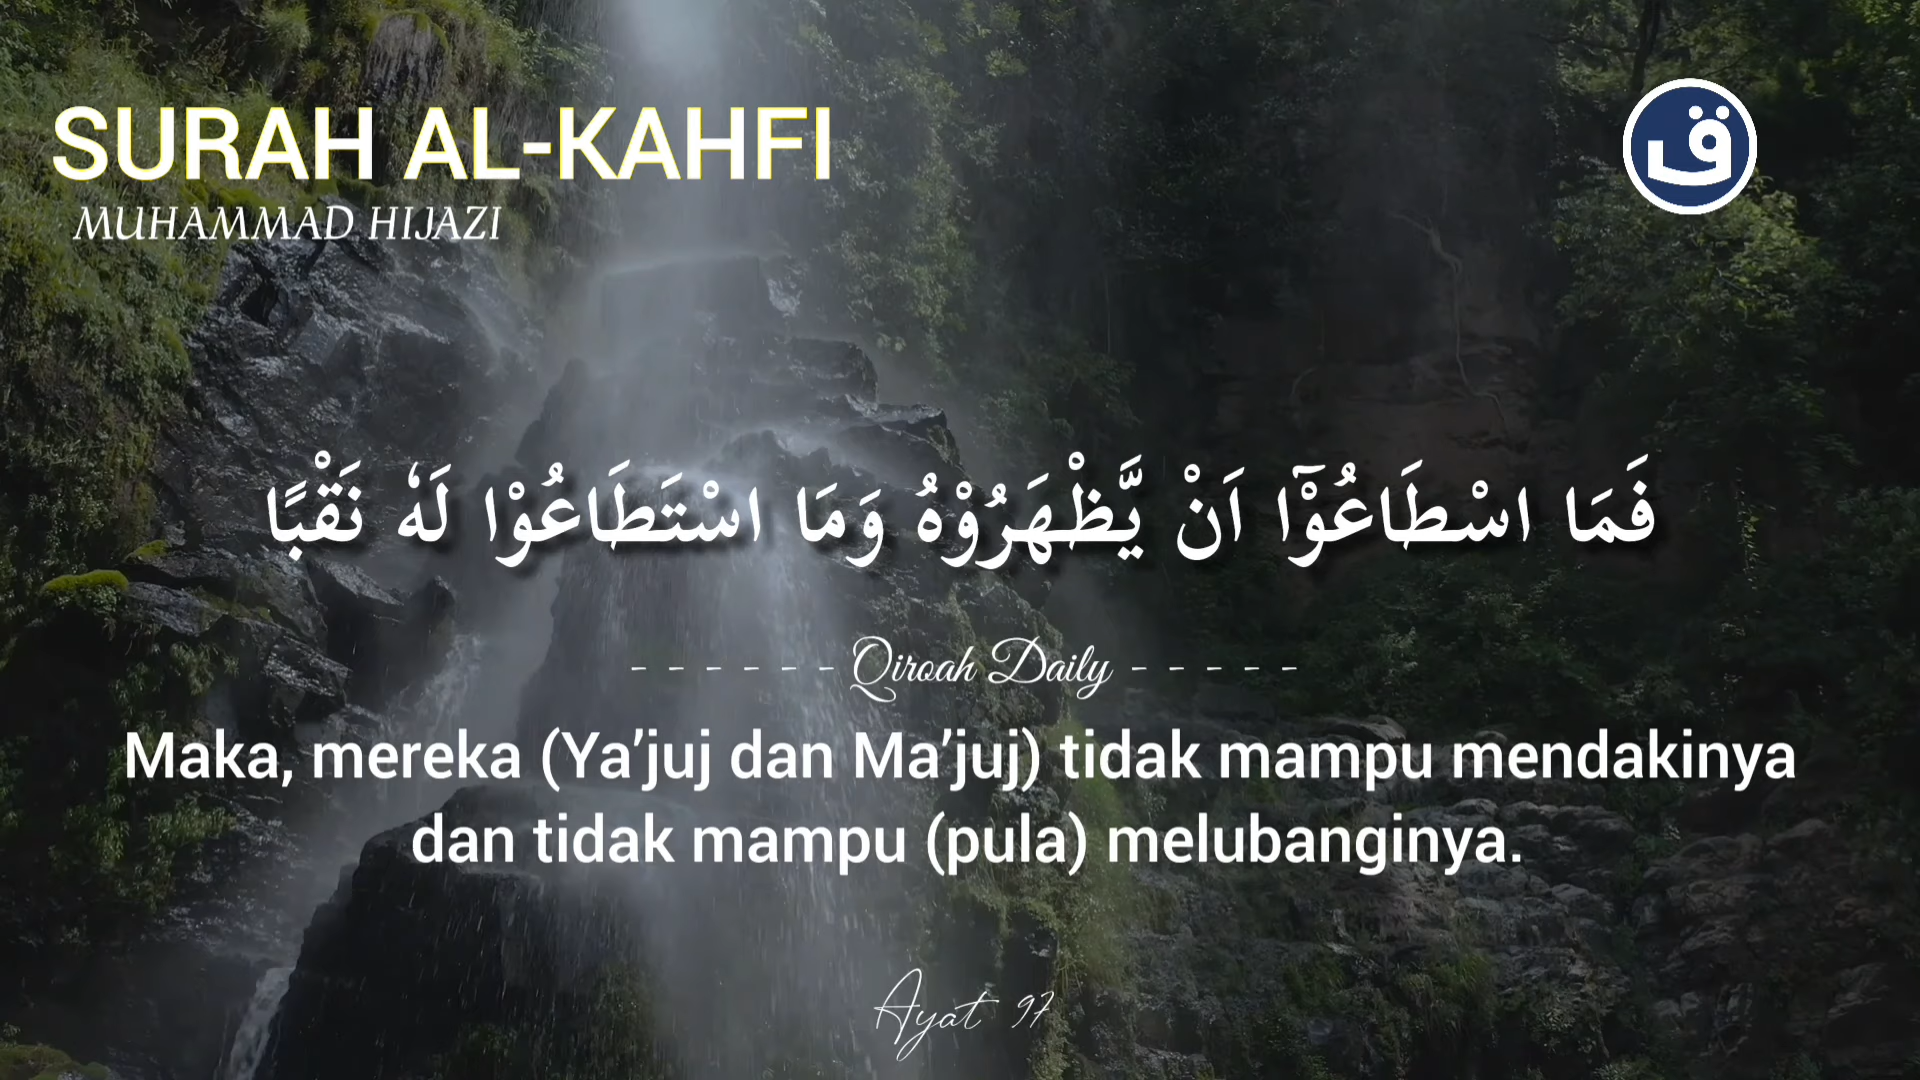 SURAH AL-KAHFI
MUHAMMAD HIJAZI
ق
فَمَا اسْطَاعُوْٓا اَنْ يَّظْهَرُوْهُ وَمَا اسْتَطَاعُوْا لَهٗ نَقْبًا
- - - - - - Qiroah Daily - - - - -
Maka, mereka (Ya’juj dan Ma’juj) tidak mampu mendakinya
dan tidak mampu (pula) melubanginya.
Ayat 97